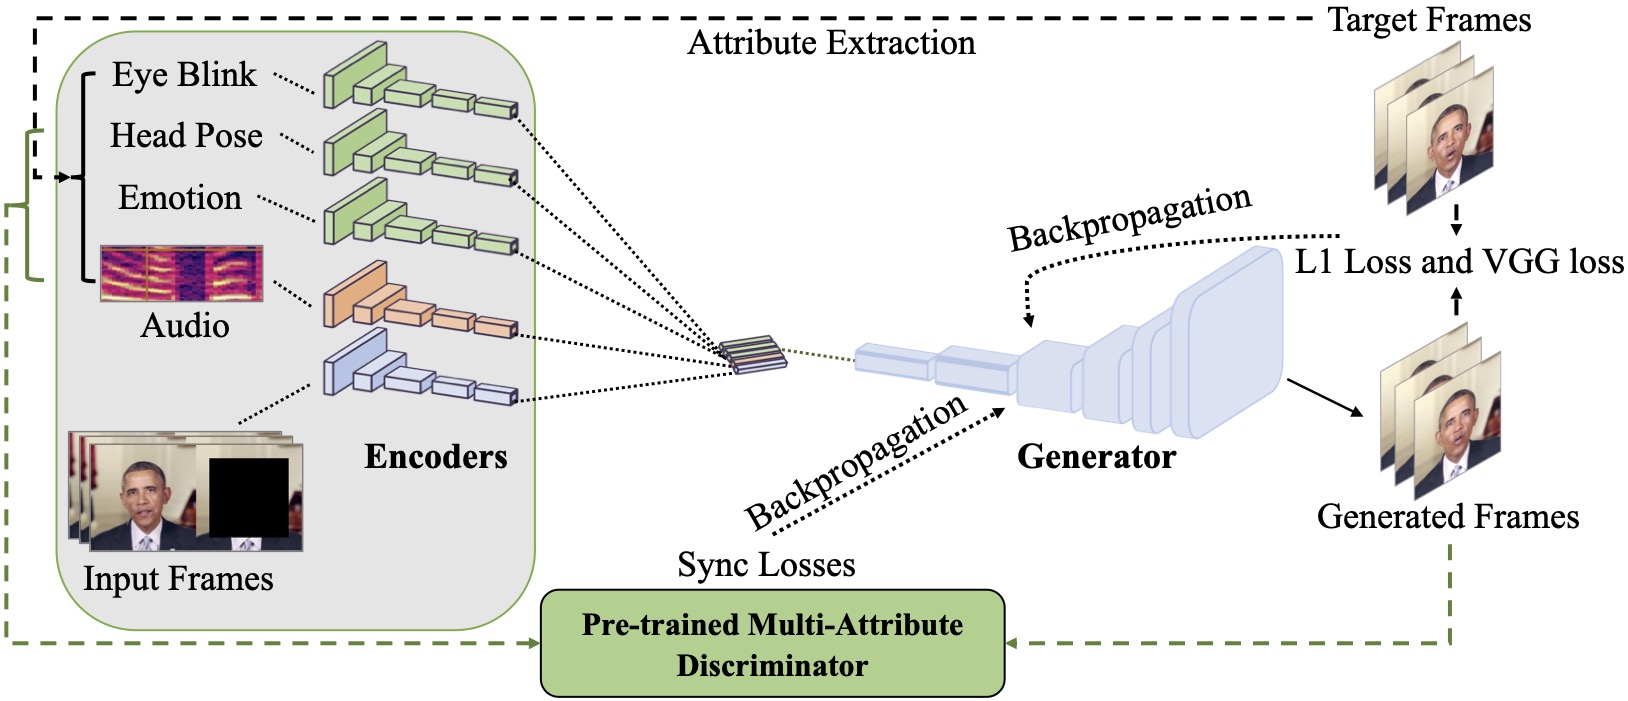 Target Frames
Attribute Extraction
Eye Blink
Head Pose
Emotion
Audio
Input Frames
Encoders
Backpropagation
L1 Loss and VGG loss
Backpropagation
Generator
Generated Frames
Sync Losses
Pre-trained Multi-Attribute
Discriminator